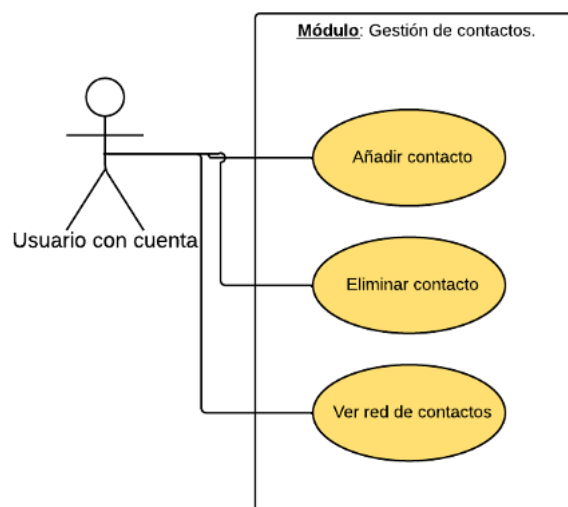 Módulo: Gestión de contactos.
Añadir contacto
Usuario con cuenta
Eliminar contacto
Ver red de contactos